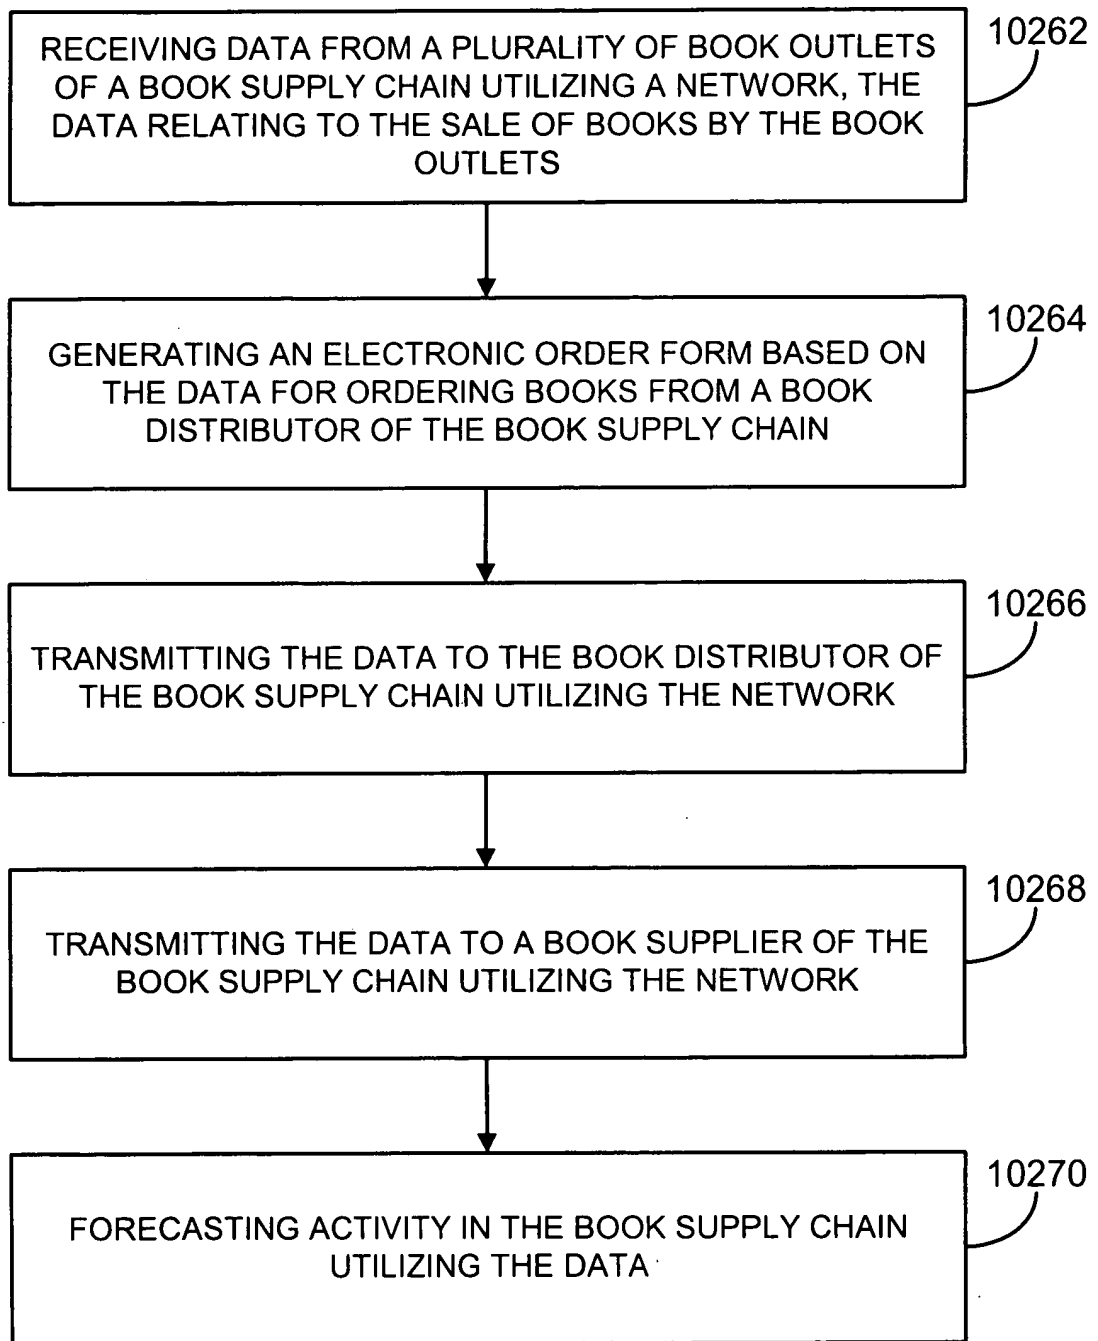 10262
RECEIVING DATA FROM A PLURALITY OF BOOK OUTLETS
OF A BOOK SUPPLY CHAIN UTILIZING A NETWORK, THE
DATA RELATING TO THE SALE OF BOOKS BY THE BOOK
OUTLETS
10264
GENERATING AN ELECTRONIC ORDER FORM BASED ON
THE DATA FOR ORDERING BOOKS FROM A BOOK
DISTRIBUTOR OF THE BOOK SUPPLY CHAIN
10266
TRANSMITTING THE DATA TO THE BOOK DISTRIBUTOR OF
THE BOOK SUPPLY CHAIN UTILIZING THE NETWORK
10268
TRANSMITTING THE DATA TO A BOOK SUPPLIER OF THE
BOOK SUPPLY CHAIN UTILIZING THE NETWORK
10270
FORECASTING ACTIVITY IN THE BOOK SUPPLY CHAIN
UTILIZING THE DATA